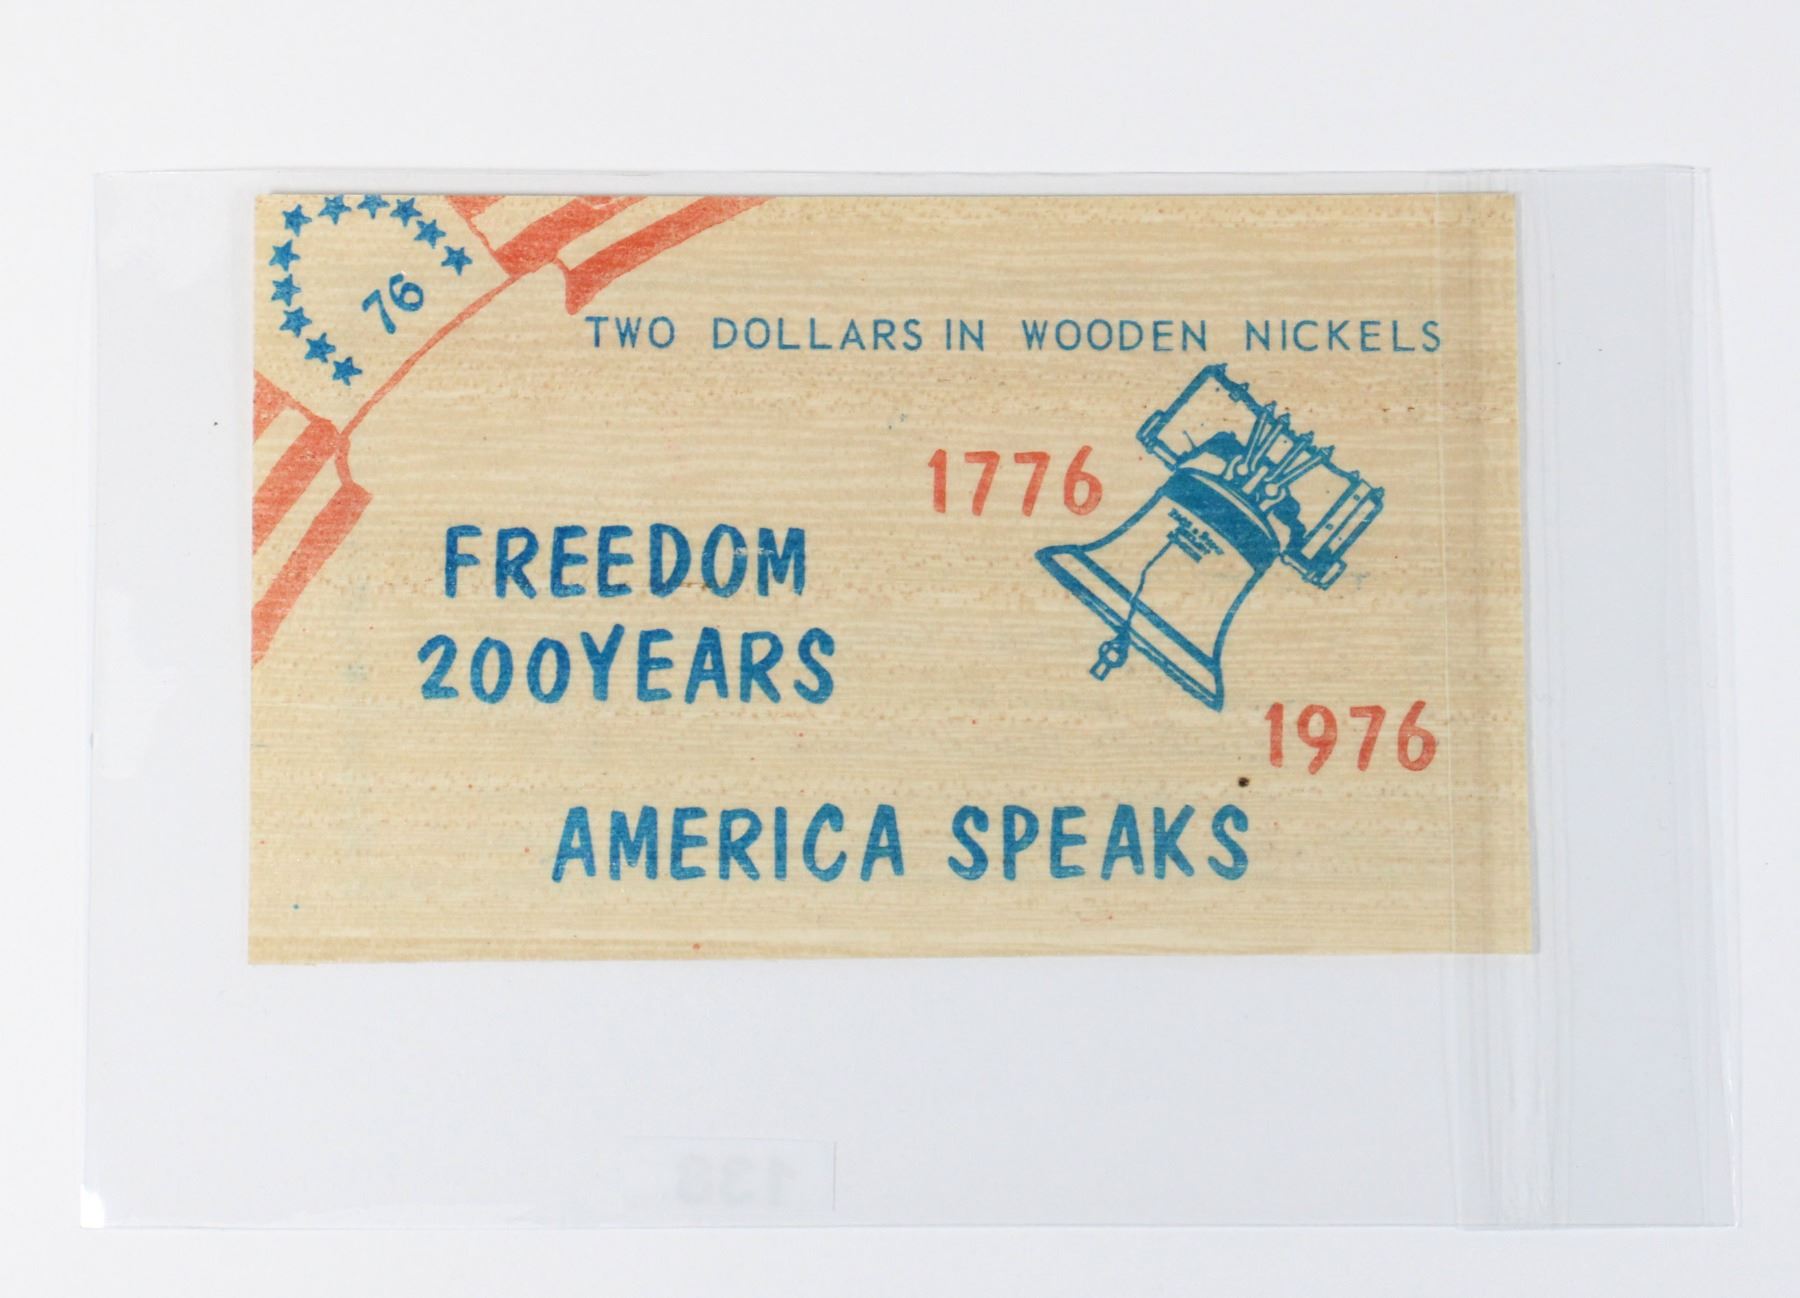 76
TWO DOLLARS IN WOODEN NICKELS
1776
FREEDOM
200YEARS
1976
AMERICA SPEAKS